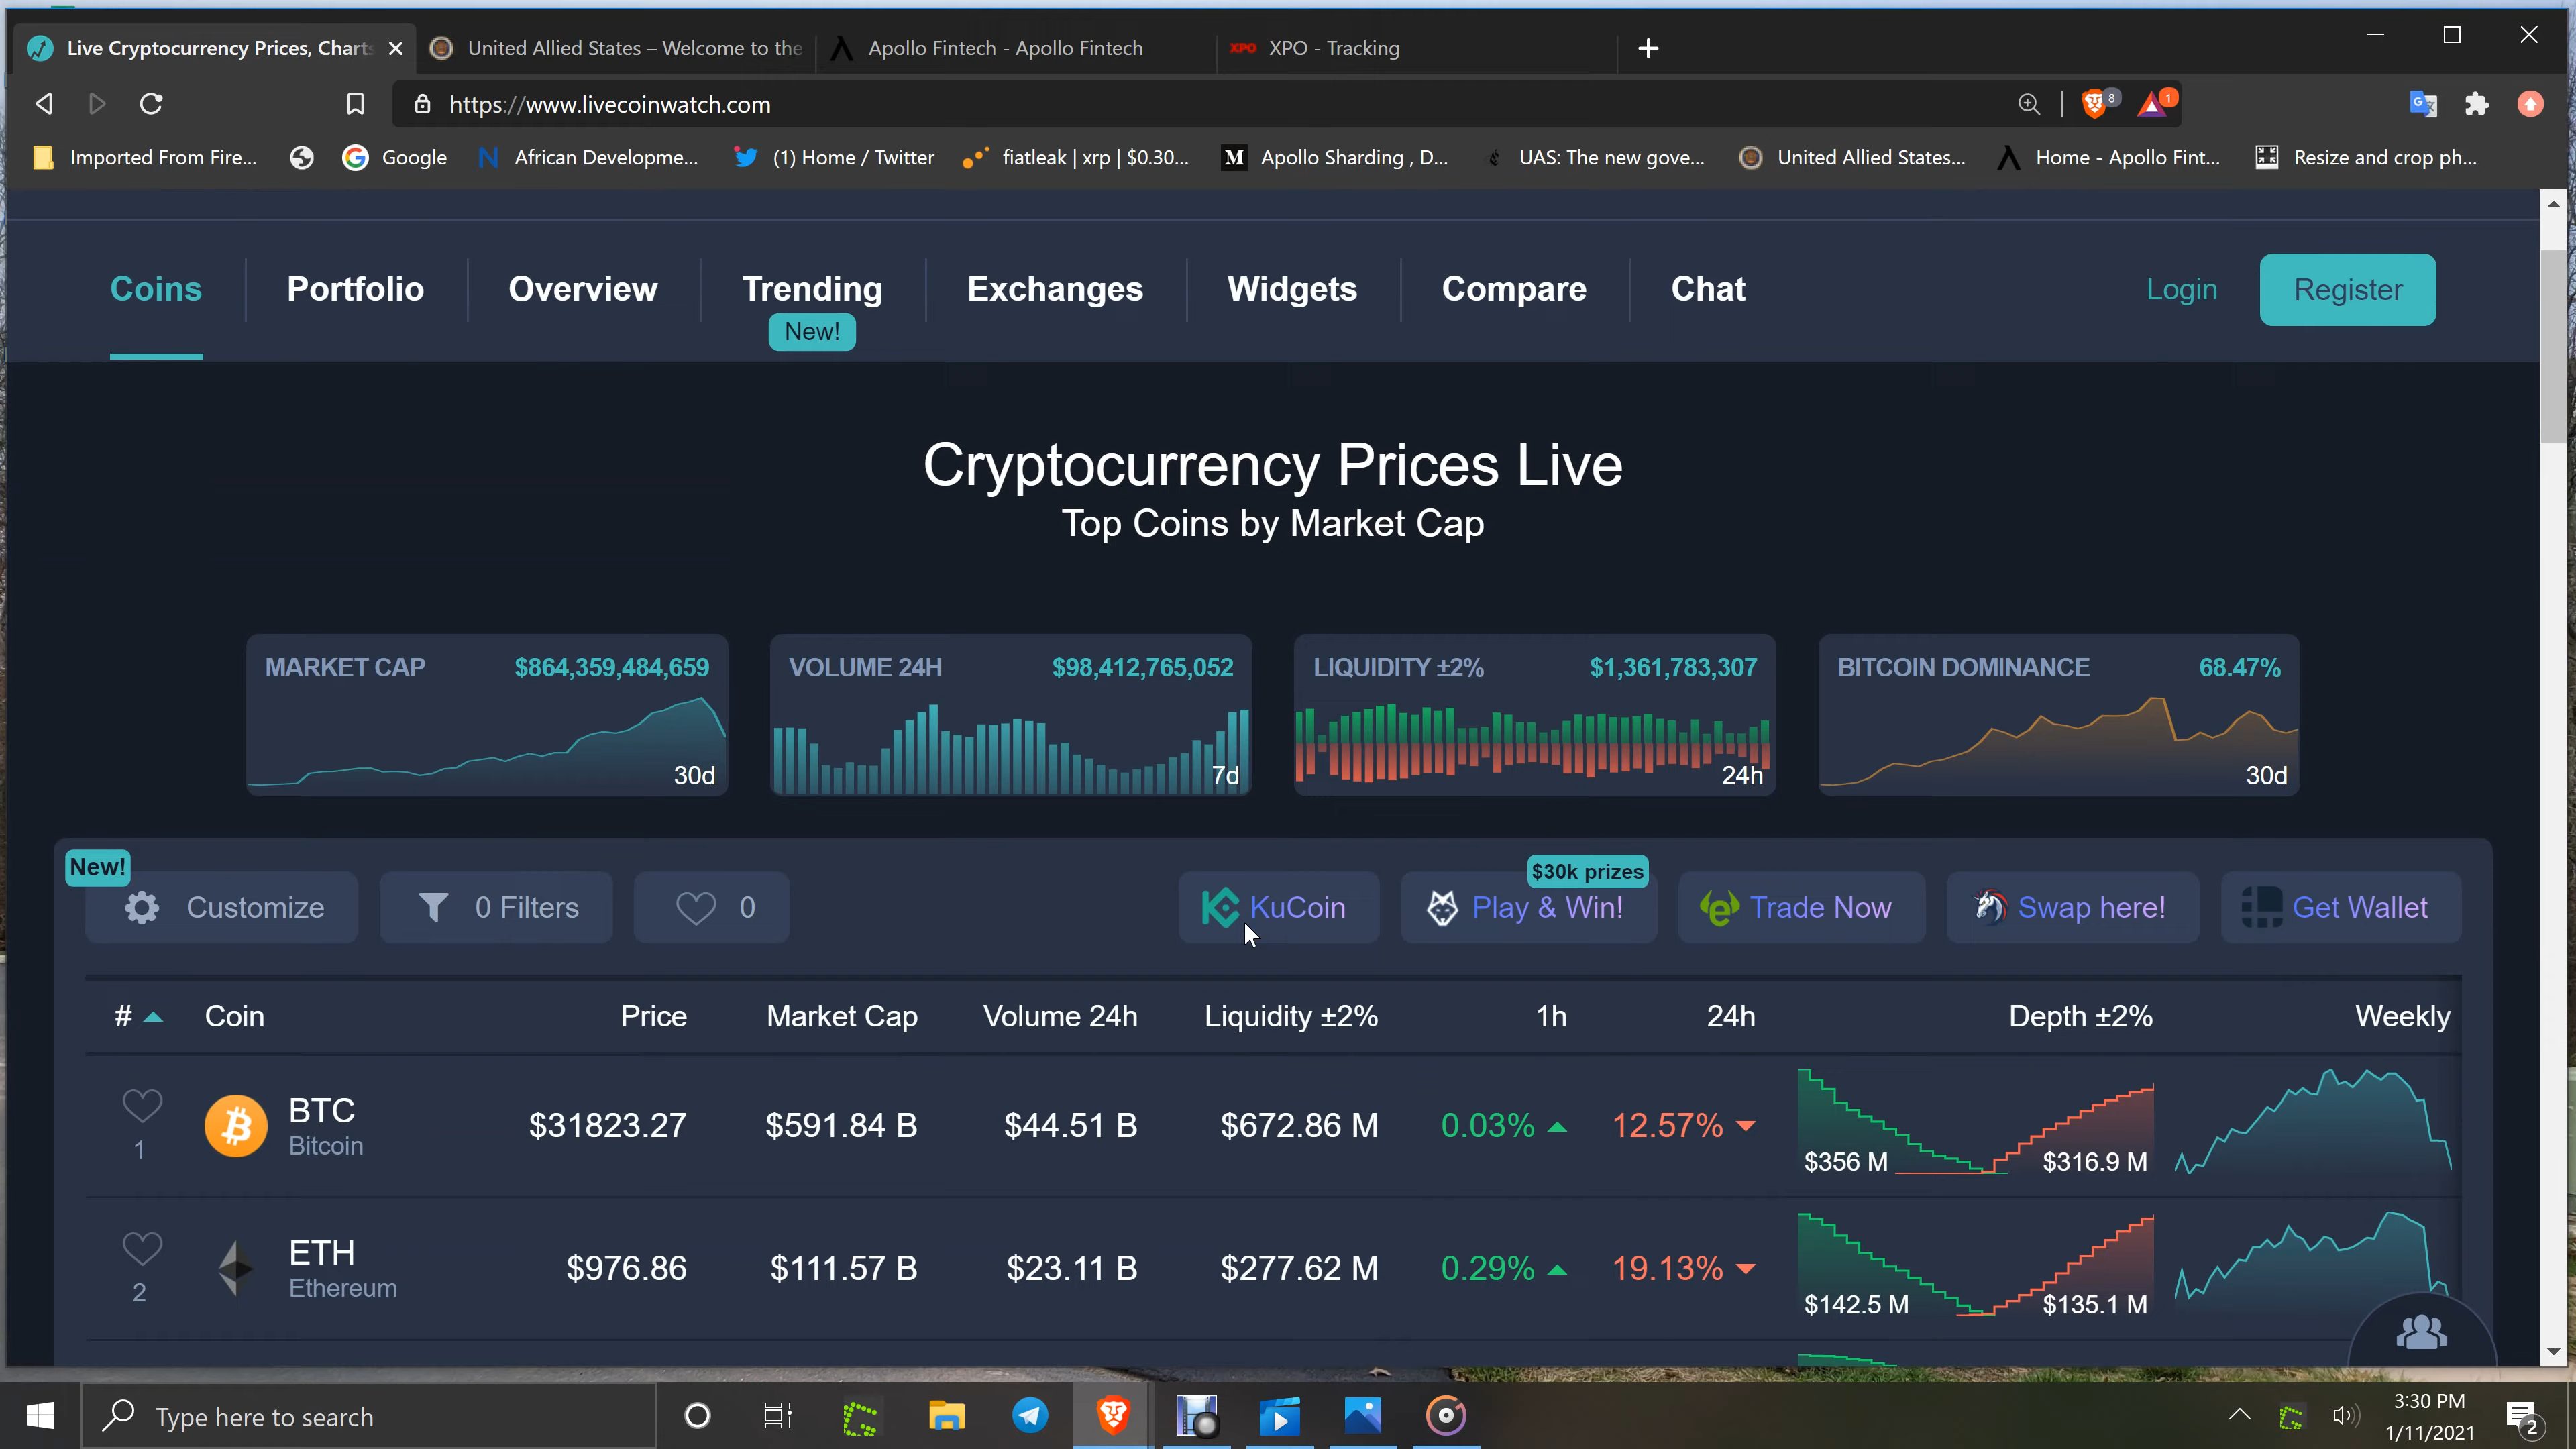 Live Cryptocurrency Prices, Charts
United Allied States – Welcome to the
Apollo Fintech - Apollo Fintech
XPO XPO - Tracking
https://www.livecoinwatch.com
8
1
Imported From Fire...
Google
African Developme...
(1) Home / Twitter
fiatleak | xrp | $0.30...
M Apollo Sharding , D...
UAS: The new gove...
United Allied States...
Home - Apollo Fint...
Resize and crop ph...
Coins
Portfolio
Overview
Trending
Exchanges
Widgets
Compare
Chat
Login
Register
New!
Cryptocurrency Prices Live
Top Coins by Market Cap
MARKET CAP $864,359,484,659
30d
VOLUME 24H $98,412,765,052
7d
LIQUIDITY ±2% $1,361,783,307
24h
BITCOIN DOMINANCE 68.47%
30d
New!
Customize
0 Filters
0
KuCoin
$30k prizes
Play & Win!
Trade Now
Swap here!
Get Wallet
# Coin Price Market Cap Volume 24h Liquidity ±2% 1h 24h Depth ±2% Weekly
1 BTC $31823.27 $591.84 B $44.51 B $672.86 M 0.03% 12.57% $356 M $316.9 M
Bitcoin
2 ETH $976.86 $111.57 B $23.11 B $277.62 M 0.29% 19.13% $142.5 M $135.1 M
Ethereum
Type here to search
3:30 PM
1/11/2021
2